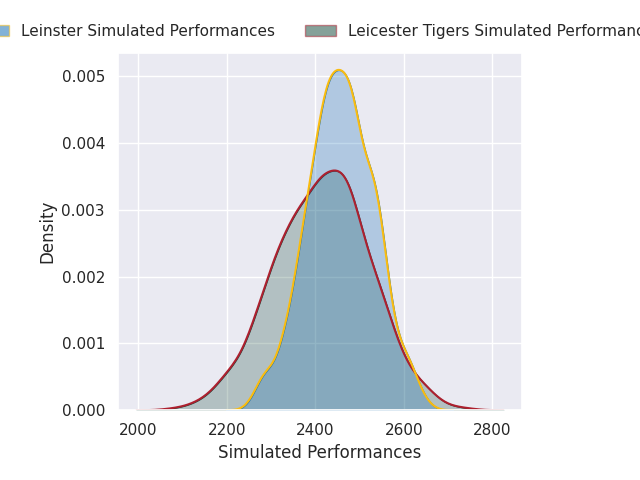 Leinster Simulated Performances
Leicester Tigers Simulated
0.005
0.004
0.003
0.002
0.001
0.000
Density
2000 2200 2400 2600 2800
Simulated Performances